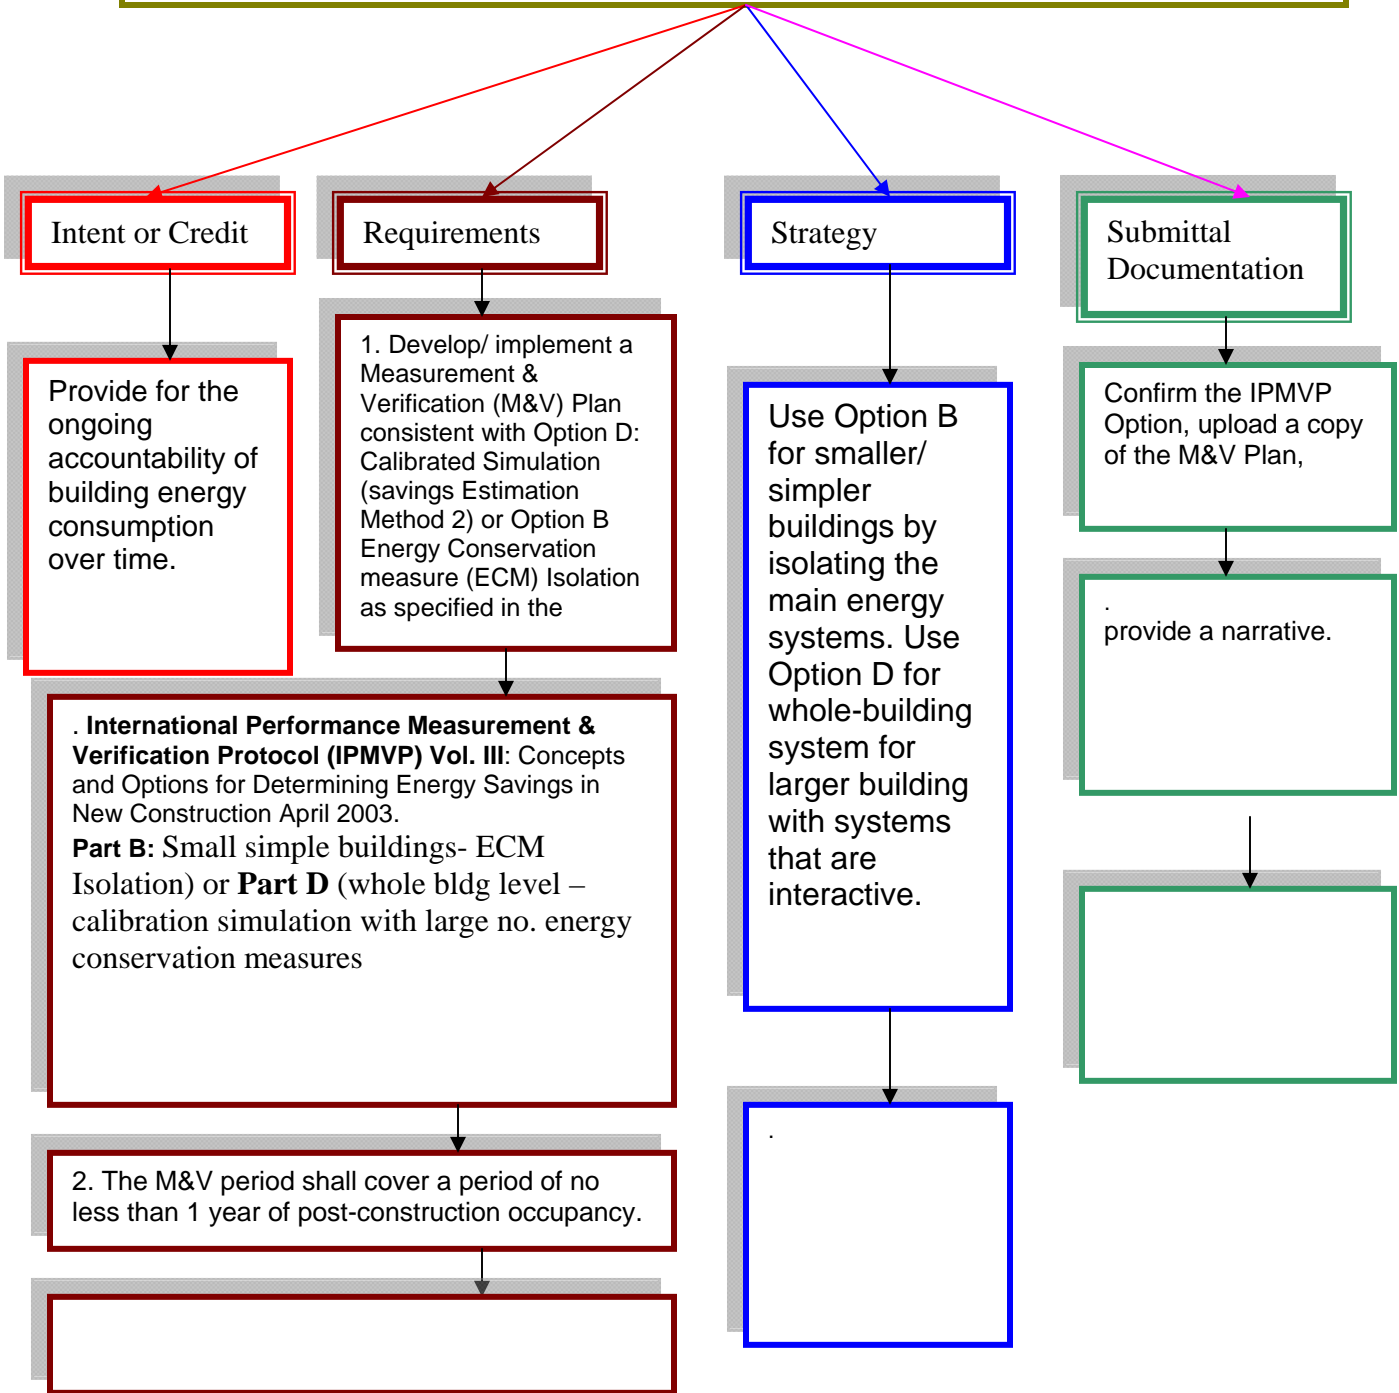 Intent or Credit
Requirements
Strategy
Submittal
Documentation
Provide for the
ongoing
accountability of
building energy
consumption
over time.
1. Develop/ implement a
Measurement &
Verification (M&V) Plan
consistent with Option D:
Calibrated Simulation
(savings Estimation
Method 2) or Option B
Energy Conservation
measure (ECM) Isolation
as specified in the
. International Performance Measurement &
Verification Protocol (IPMVP) Vol. III: Concepts
and Options for Determining Energy Savings in
New Construction April 2003.
Part B: Small simple buildings- ECM
Isolation) or Part D (whole bldg level –
calibration simulation with large no. energy
conservation measures
2. The M&V period shall cover a period of no
less than 1 year of post-construction occupancy.
Use Option B
for smaller/
simpler
buildings by
isolating the
main energy
systems. Use
Option D for
whole-building
system for
larger building
with systems
that are
interactive.
.
Confirm the IPMVP
Option, upload a copy
of the M&V Plan,
.
provide a narrative.